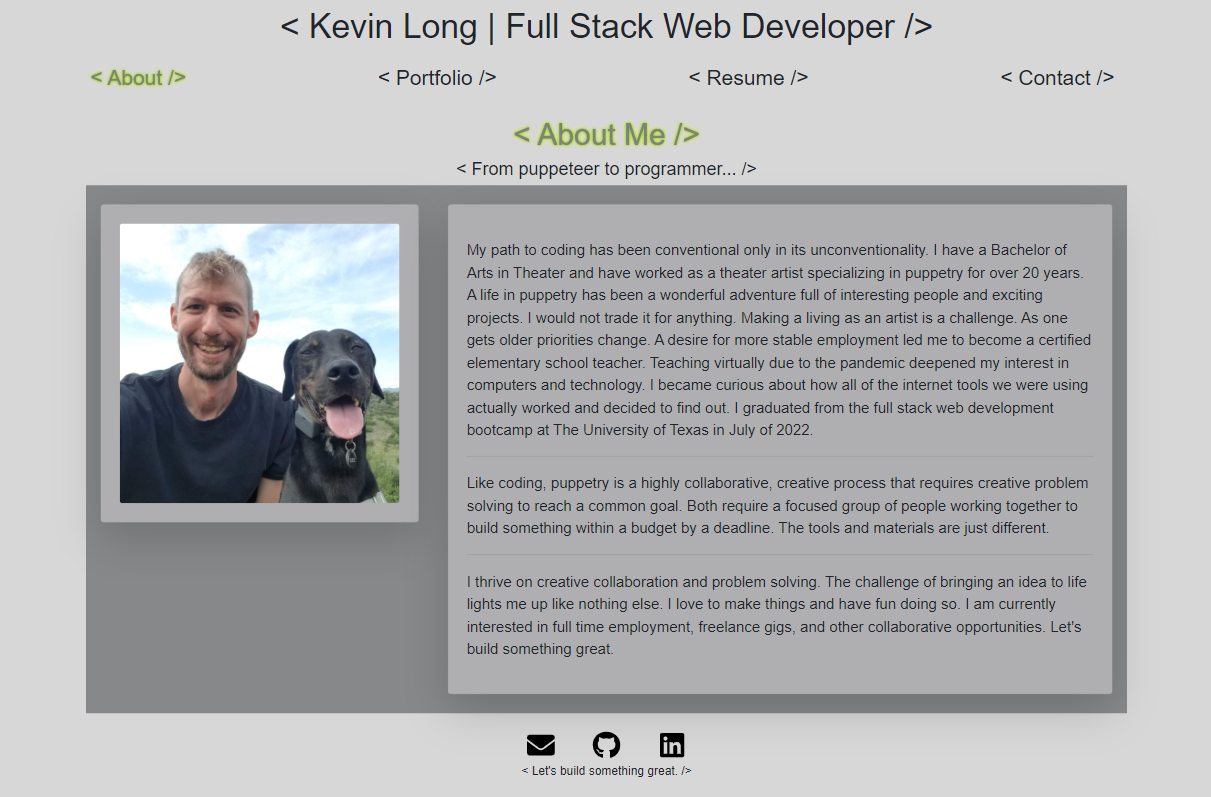 < Kevin Long | Full Stack Web Developer />
< About />
< Portfolio />
< Resume />
< Contact />
< About Me />
< From puppeteer to programmer... />
My path to coding has been conventional only in its unconventionality. I have a Bachelor of
Arts in Theater and have worked as a theater artist specializing in puppetry for over 20 years.
A life in puppetry has been a wonderful adventure full of interesting people and exciting
projects. I would not trade it for anything. Making a living as an artist is a challenge. As one
gets older priorities change. A desire for more stable employment led me to become a certified
elementary school teacher. Teaching virtually due to the pandemic deepened my interest in
computers and technology. I became curious about how all of the internet tools we were using
actually worked and decided to find out. I graduated from the full stack web development
bootcamp at The University of Texas in July of 2022.
Like coding, puppetry is a highly collaborative, creative process that requires creative problem
solving to reach a common goal. Both require a focused group of people working together to
build something within a budget by a deadline. The tools and materials are just different.
I thrive on creative collaboration and problem solving. The challenge of bringing an idea to life
lights me up like nothing else. I love to make things and have fun doing so. I am currently
interested in full time employment, freelance gigs, and other collaborative opportunities. Let's
build something great.
in
< Let's build something great. />